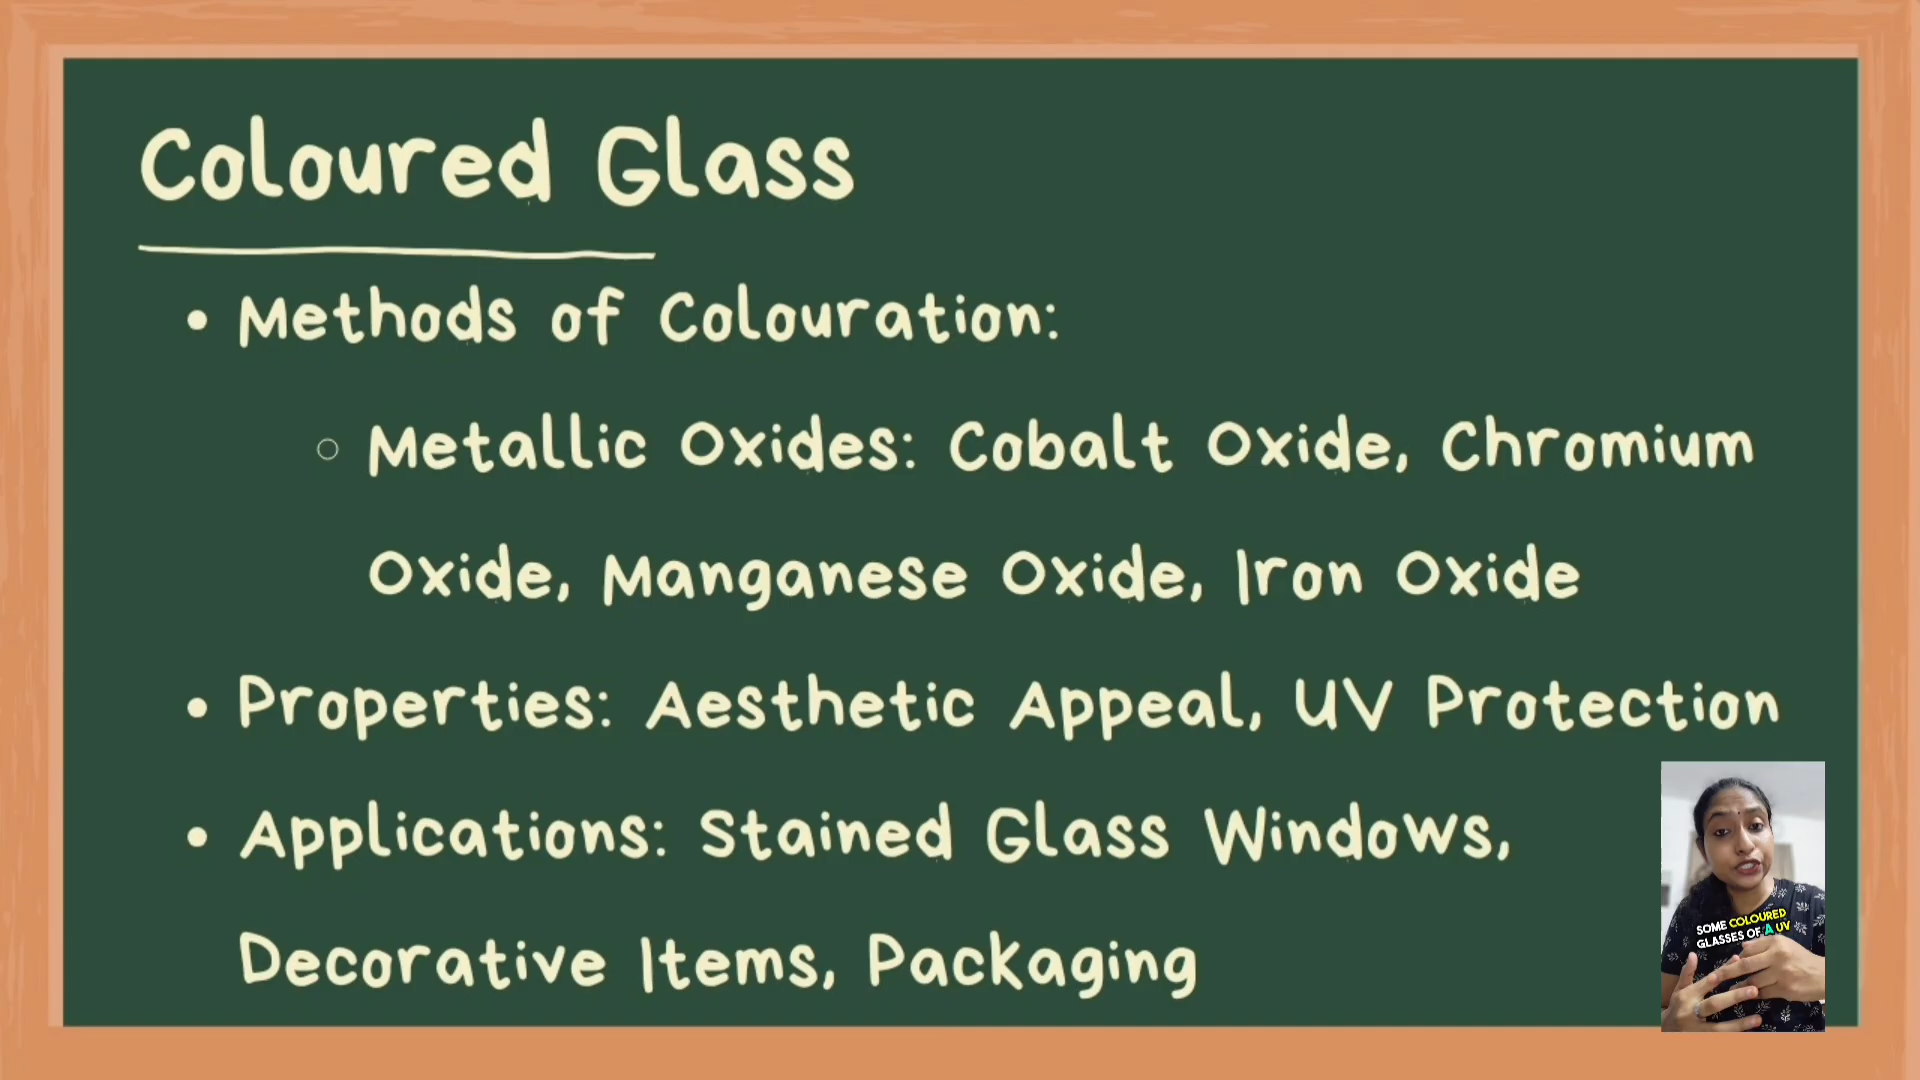 Coloured Glass
• Methods of Colouration:
○ Metallic Oxides: Cobalt Oxide, Chromium
Oxide, Manganese Oxide, Iron Oxide
• Properties: Aesthetic Appeal, UV Protection
• Applications: Stained Glass Windows,
Decorative Items, Packaging
SOME COLOURED
GLASSES OF A UV